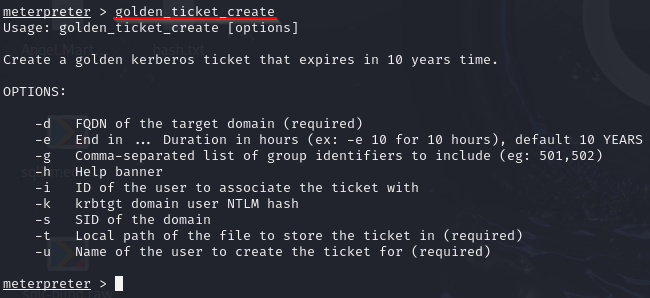 meterpreter > golden_ticket_create
Usage: golden_ticket_create [options]
Create a golden kerberos ticket that expires in 10 years time.
OPTIONS:
-d FQDN of the target domain (required)
-e End in ... Duration in hours (ex: -e 10 for 10 hours), default 10 YEARS
-g Comma-separated list of group identifiers to include (eg: 501,502)
-h Help banner
-i ID of the user to associate the ticket with
-k krbtgt domain user NTLM hash
-s SID of the domain
-t Local path of the file to store the ticket in (required)
-u Name of the user to create the ticket for (required)
meterpreter >